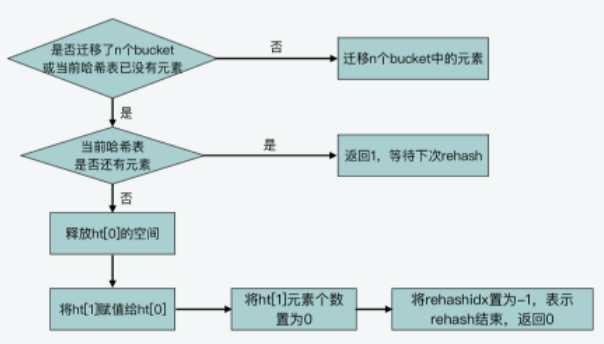 是否迁移了n个bucket
或当前哈希表已没有元素
否
迁移n个bucket中的元素
是
当前哈希表
是否还有元素
是
返回1，等待下次rehash
否
释放ht[0]的空间
将ht[1]赋值给ht[0]
将ht[1]元素个数
置为0
将rehashidx置为-1，表示
rehash结束，返回0